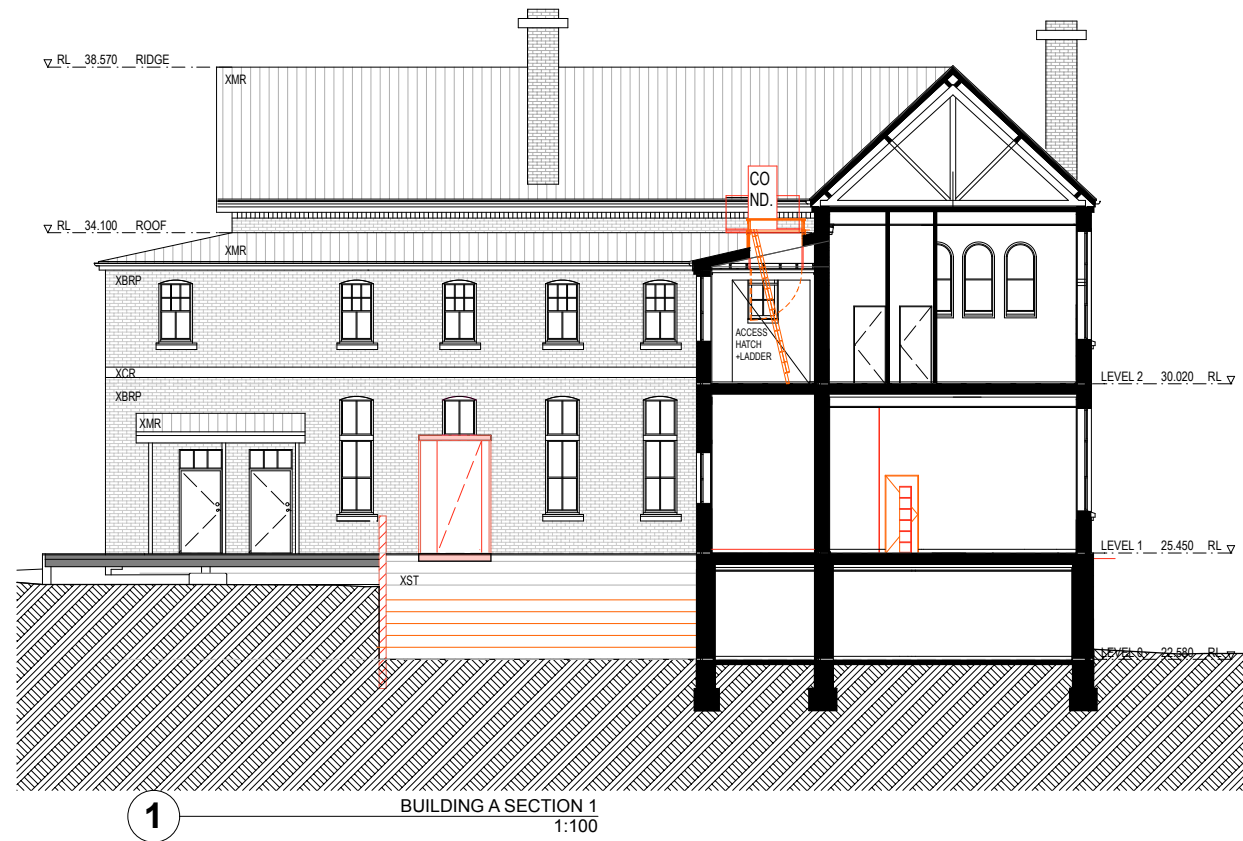 RL 38.570 RIDGE
XMR
CO
ND.
RL 34.100 ROOF
XMR
XBRP
ACCESS
HATCH
+LADDER
XCR
LEVEL 2 30.020 RL
XBRP
XMR
LEVEL 1 25.450 RL
XST
LEVEL 0 22.580 RL
1
BUILDING A SECTION 1
1:100